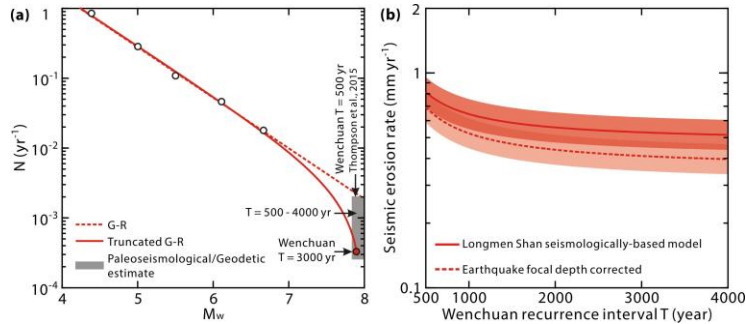 (a)
1
10⁻¹
10⁻²
10⁻³
10⁻⁴
N (yr⁻¹)
Wenchuan T = 500 yr
Thompson et al., 2015
T = 500 - 4000 yr
Wenchuan
T = 3000 yr
G-R
Truncated G-R
Paleoseismological/Geodetic
estimate
4 5 6 7 8
Mw
(b)
2
1
0.1
Seismic erosion rate (mm yr⁻¹)
Longmen Shan seismologically-based model
Earthquake focal depth corrected
500 1000 2000 3000 4000
Wenchuan recurrence interval T (year)